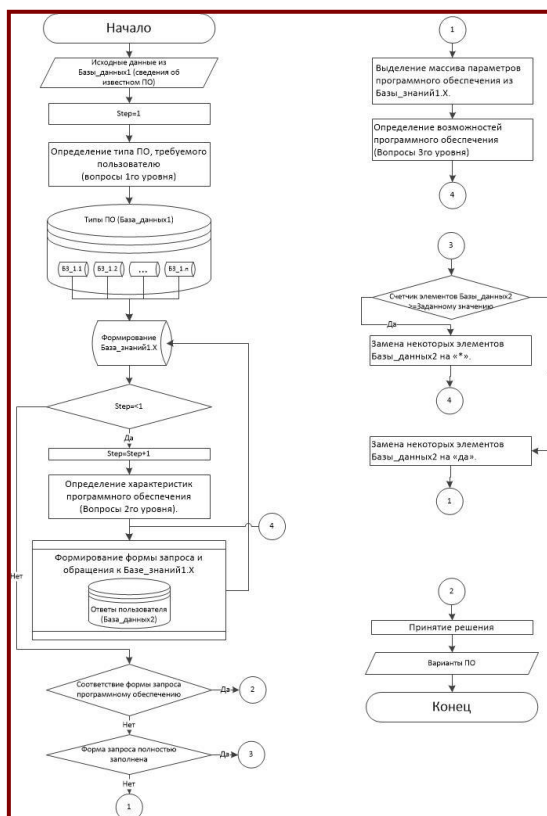 Начало
Исходные данные из
Базы_данных1 (сведения об
известном ПО)
Step=1
Определение типа ПО, требуемого
пользователю
(вопросы 1го уровня)
Типы ПО (База_данных1)
БЗ_1.1
БЗ_1.2
...
БЗ_1.n
Формирование
База_знаний1.X
Step=<1
Да
Step=Step+1
Определение характеристик
программного обеспечения
(Вопросы 2го уровня).
4
Формирование формы запроса и
обращения к Базе_знаний1.X
Нет
Ответы пользователя
(База_данных2)
Соответствие формы запроса
программному обеспечению
Да
2
Нет
Форма запроса полностью
заполнена
Да
3
Нет
1
1
Выделение массива параметров
программного обеспечения из
Базы_знаний1.X.
Определение возможностей
программного обеспечения
(Вопросы 3го уровня)
4
3
Счетчик элементов Базы_данных2
>=Заданному значению
Да
Замена некоторых элементов
Базы_данных2 на «*».
4
Замена некоторых элементов
Базы_данных2 на «да».
1
2
Принятие решения
Варианты ПО
Конец